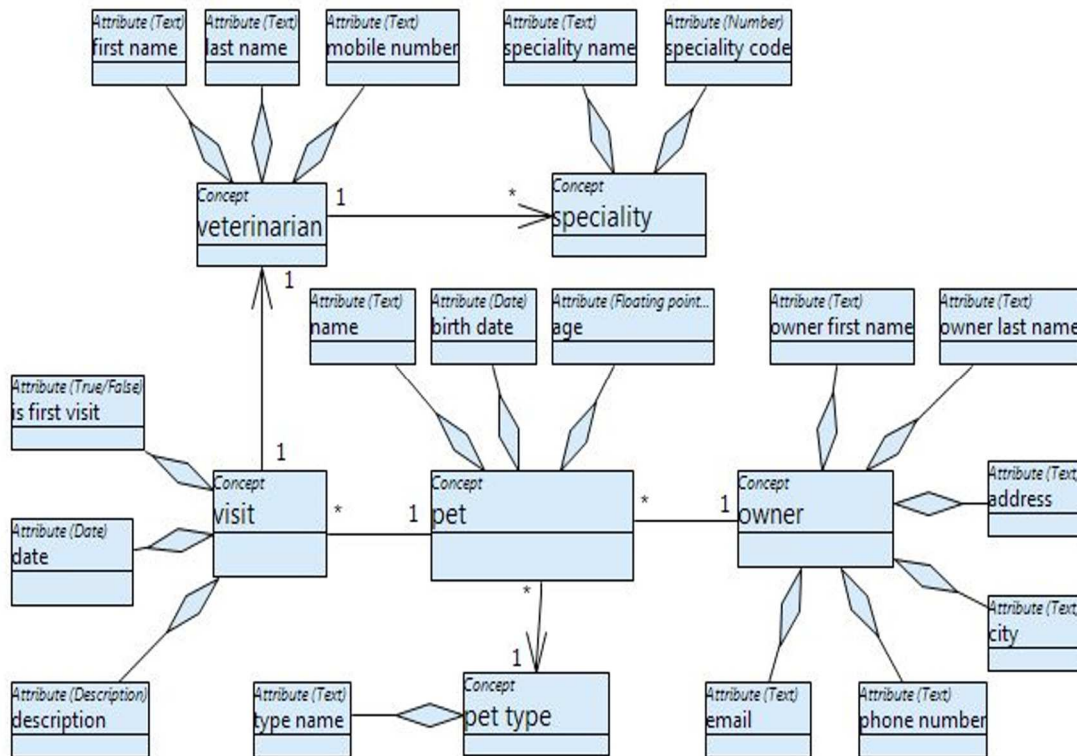 Attribute (Text)
first name
Attribute (Text)
last name
Attribute (Text)
mobile number
Attribute (Text)
speciality name
Attribute (Number)
speciality code
Concept
veterinarian
1
*
Concept
speciality
1
Attribute (Text)
name
Attribute (Date)
birth date
Attribute (Floating point...
age
Attribute (Text)
owner first name
Attribute (Text)
owner last name
Attribute (True/False)
is first visit
1
Concept
visit
*
1
Concept
pet
*
1
Concept
owner
Attribute (Text)
address
Attribute (Date)
date
*
1
Attribute (Text)
city
Attribute (Description)
description
Attribute (Text)
type name
Concept
pet type
Attribute (Text)
email
Attribute (Text)
phone number